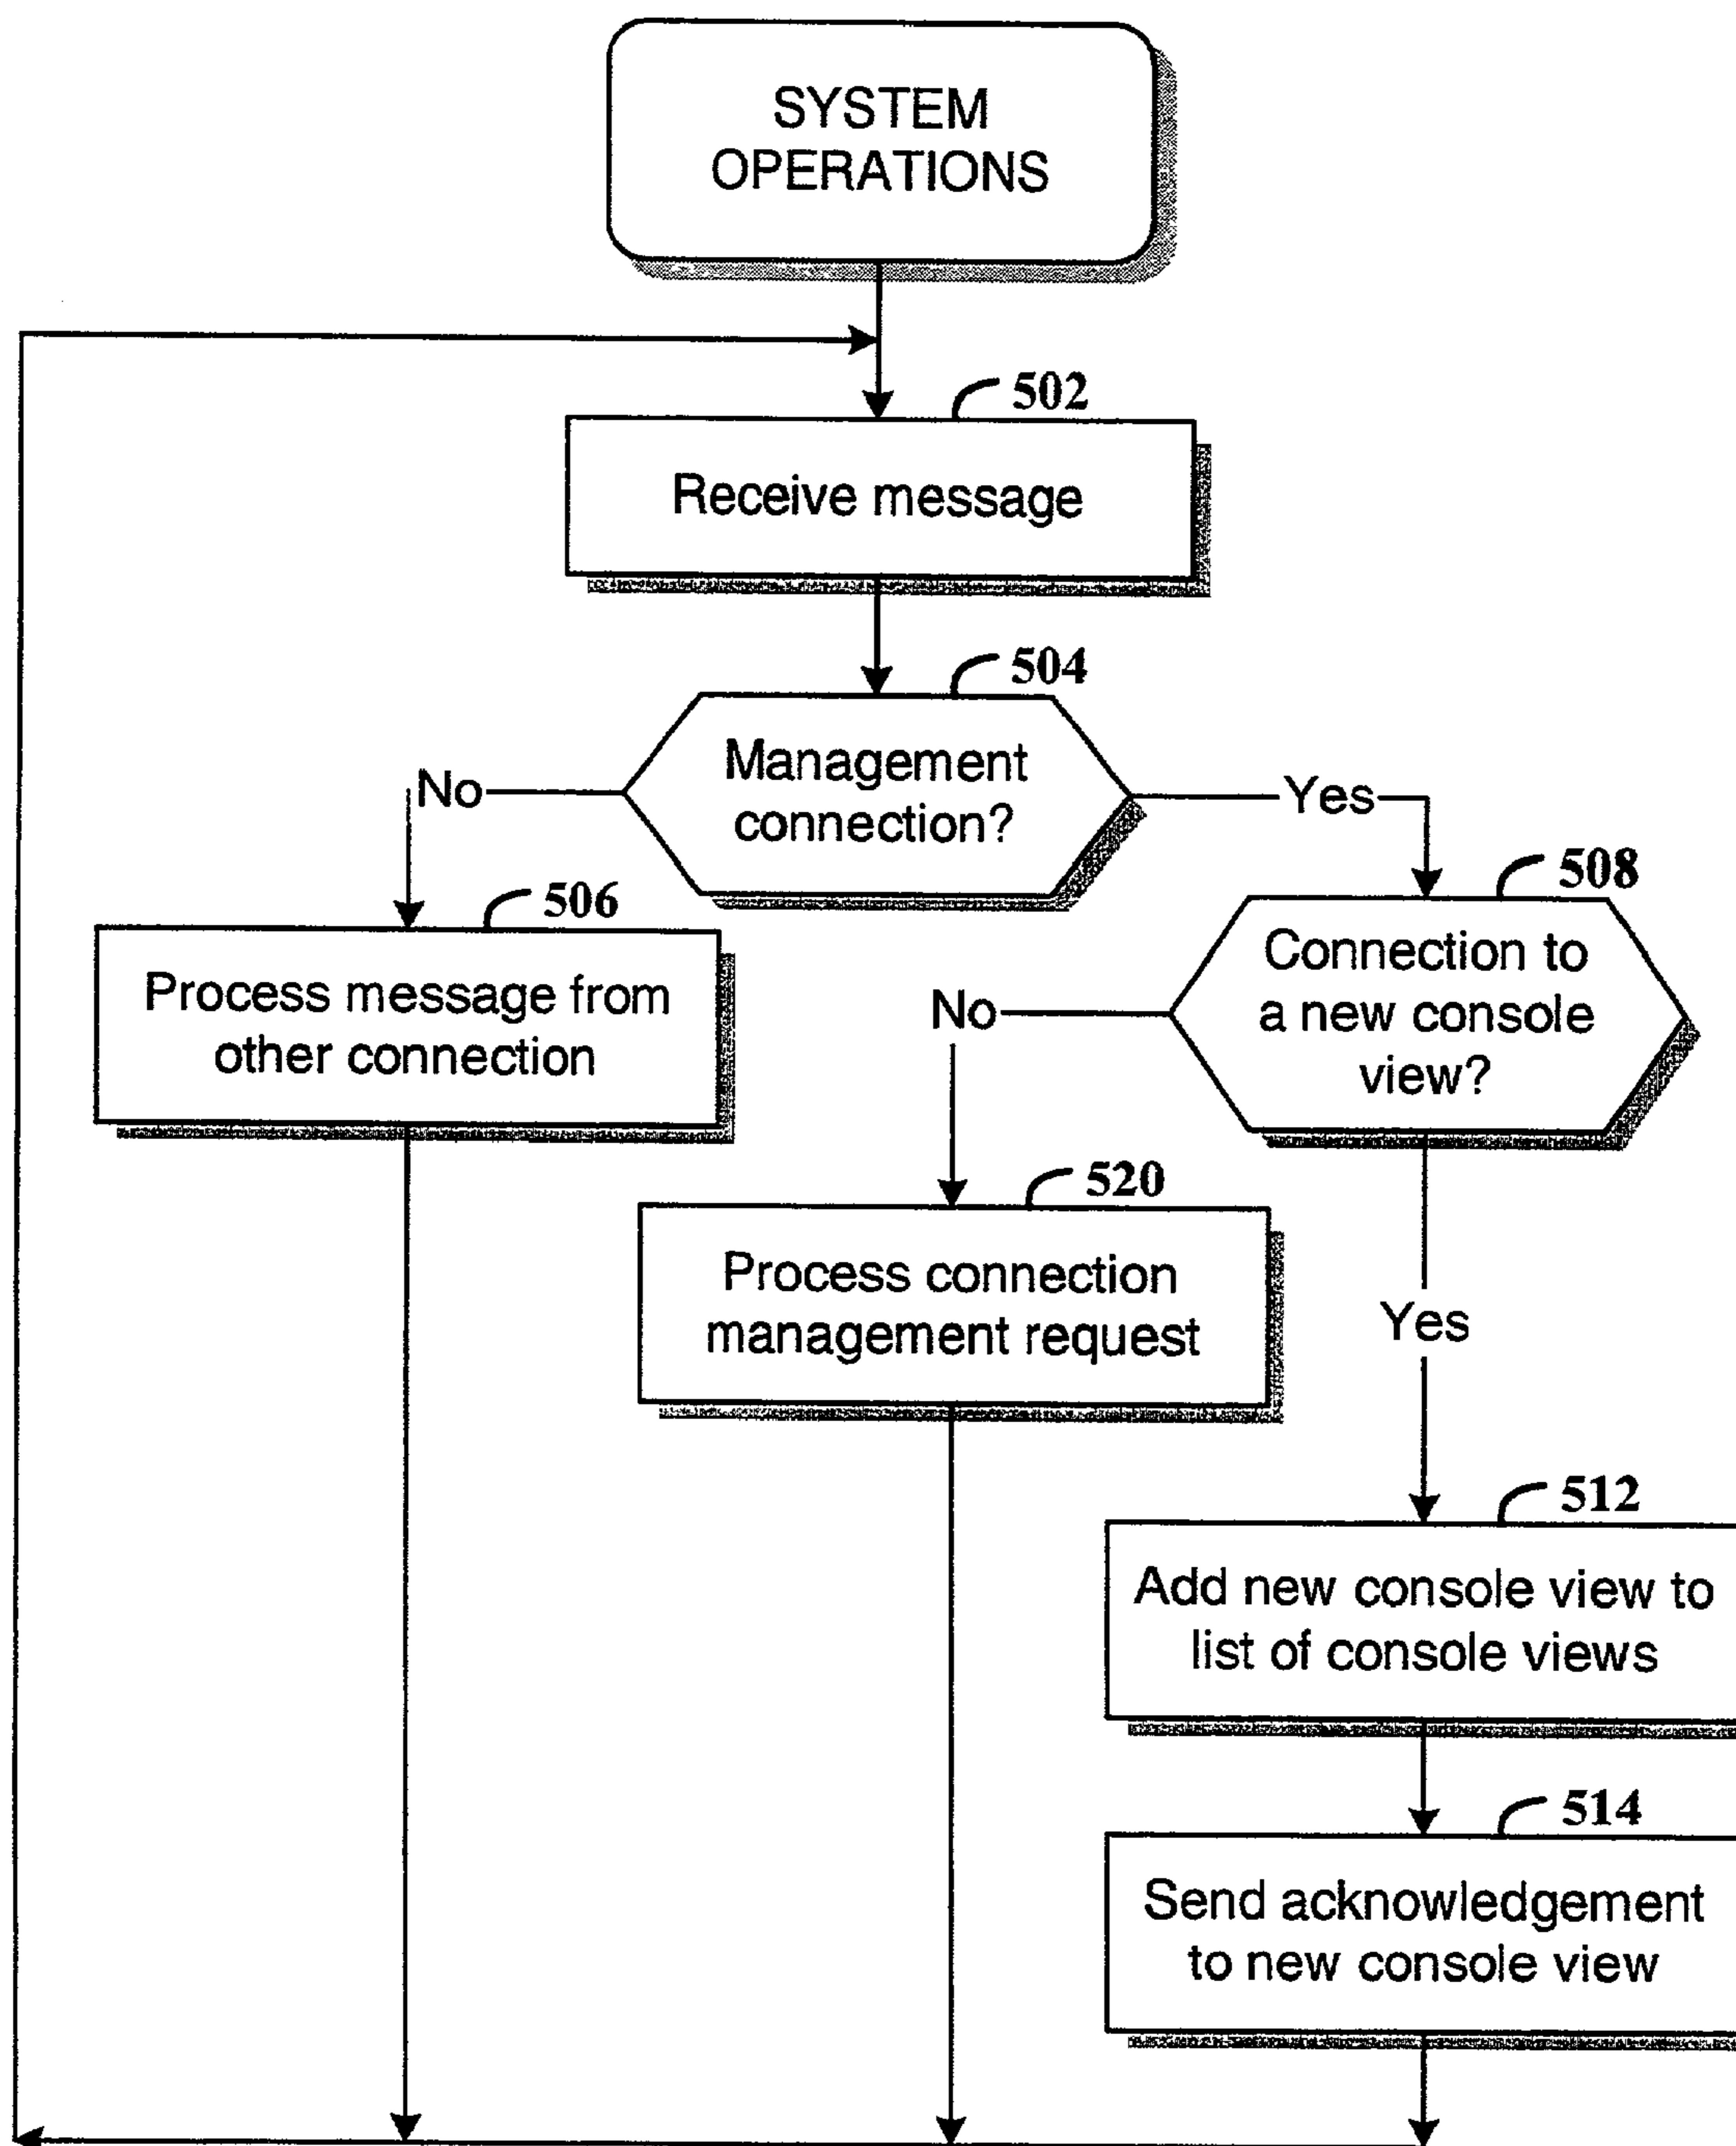 SYSTEM
OPERATIONS
502
Receive message
504
Management
connection?
No
Yes
506
Process message from
other connection
508
Connection to
a new console
view?
No
520
Process connection
management request
Yes
512
Add new console view to
list of console views
514
Send acknowledgement
to new console view